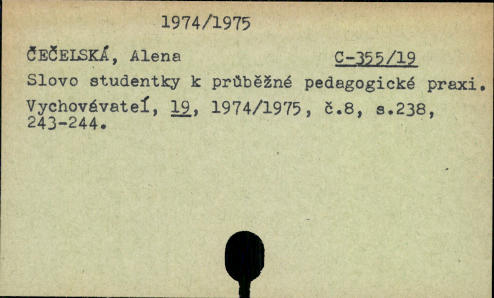 1974/1975
ČEČELSKÁ, Alena C-355/19
Slovo studentky k průběžné pedagogické praxi.
Vychovávateľ, 19, 1974/1975, č.8, s.238,
243-244.